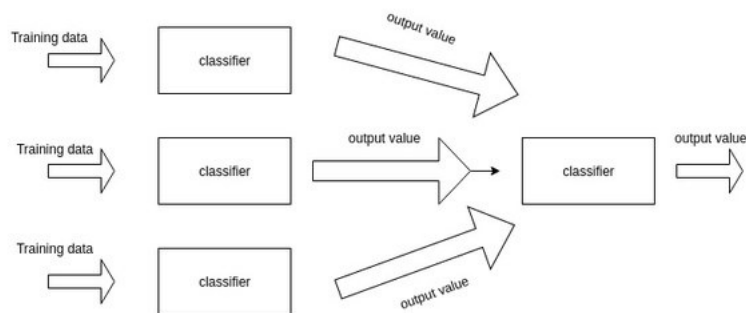 output value
Training data
classifier
Training data
classifier
output value
classifier
output value
Training data
classifier
output value